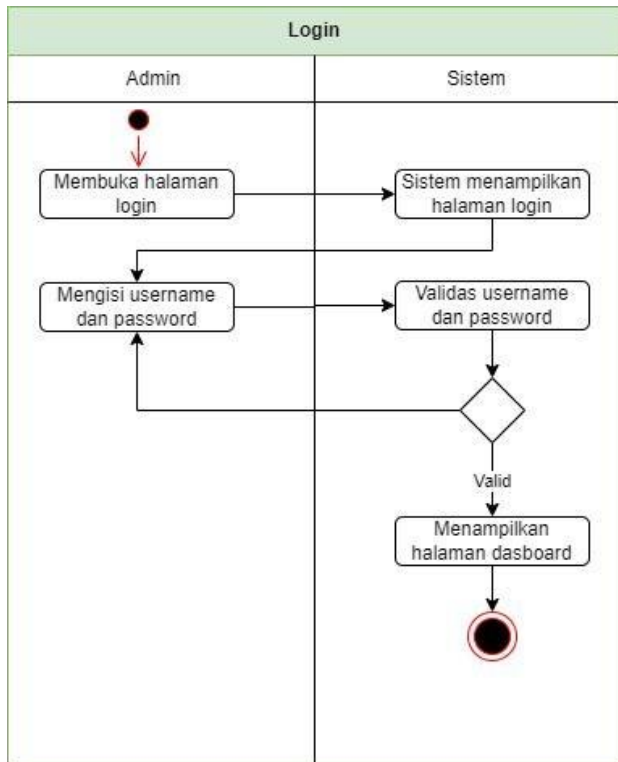 Login
Admin
Sistem
Membuka halaman
login
Sistem menampilkan
halaman login
Mengisi username
dan password
Validas username
dan password
Valid
Menampilkan
halaman dasboard